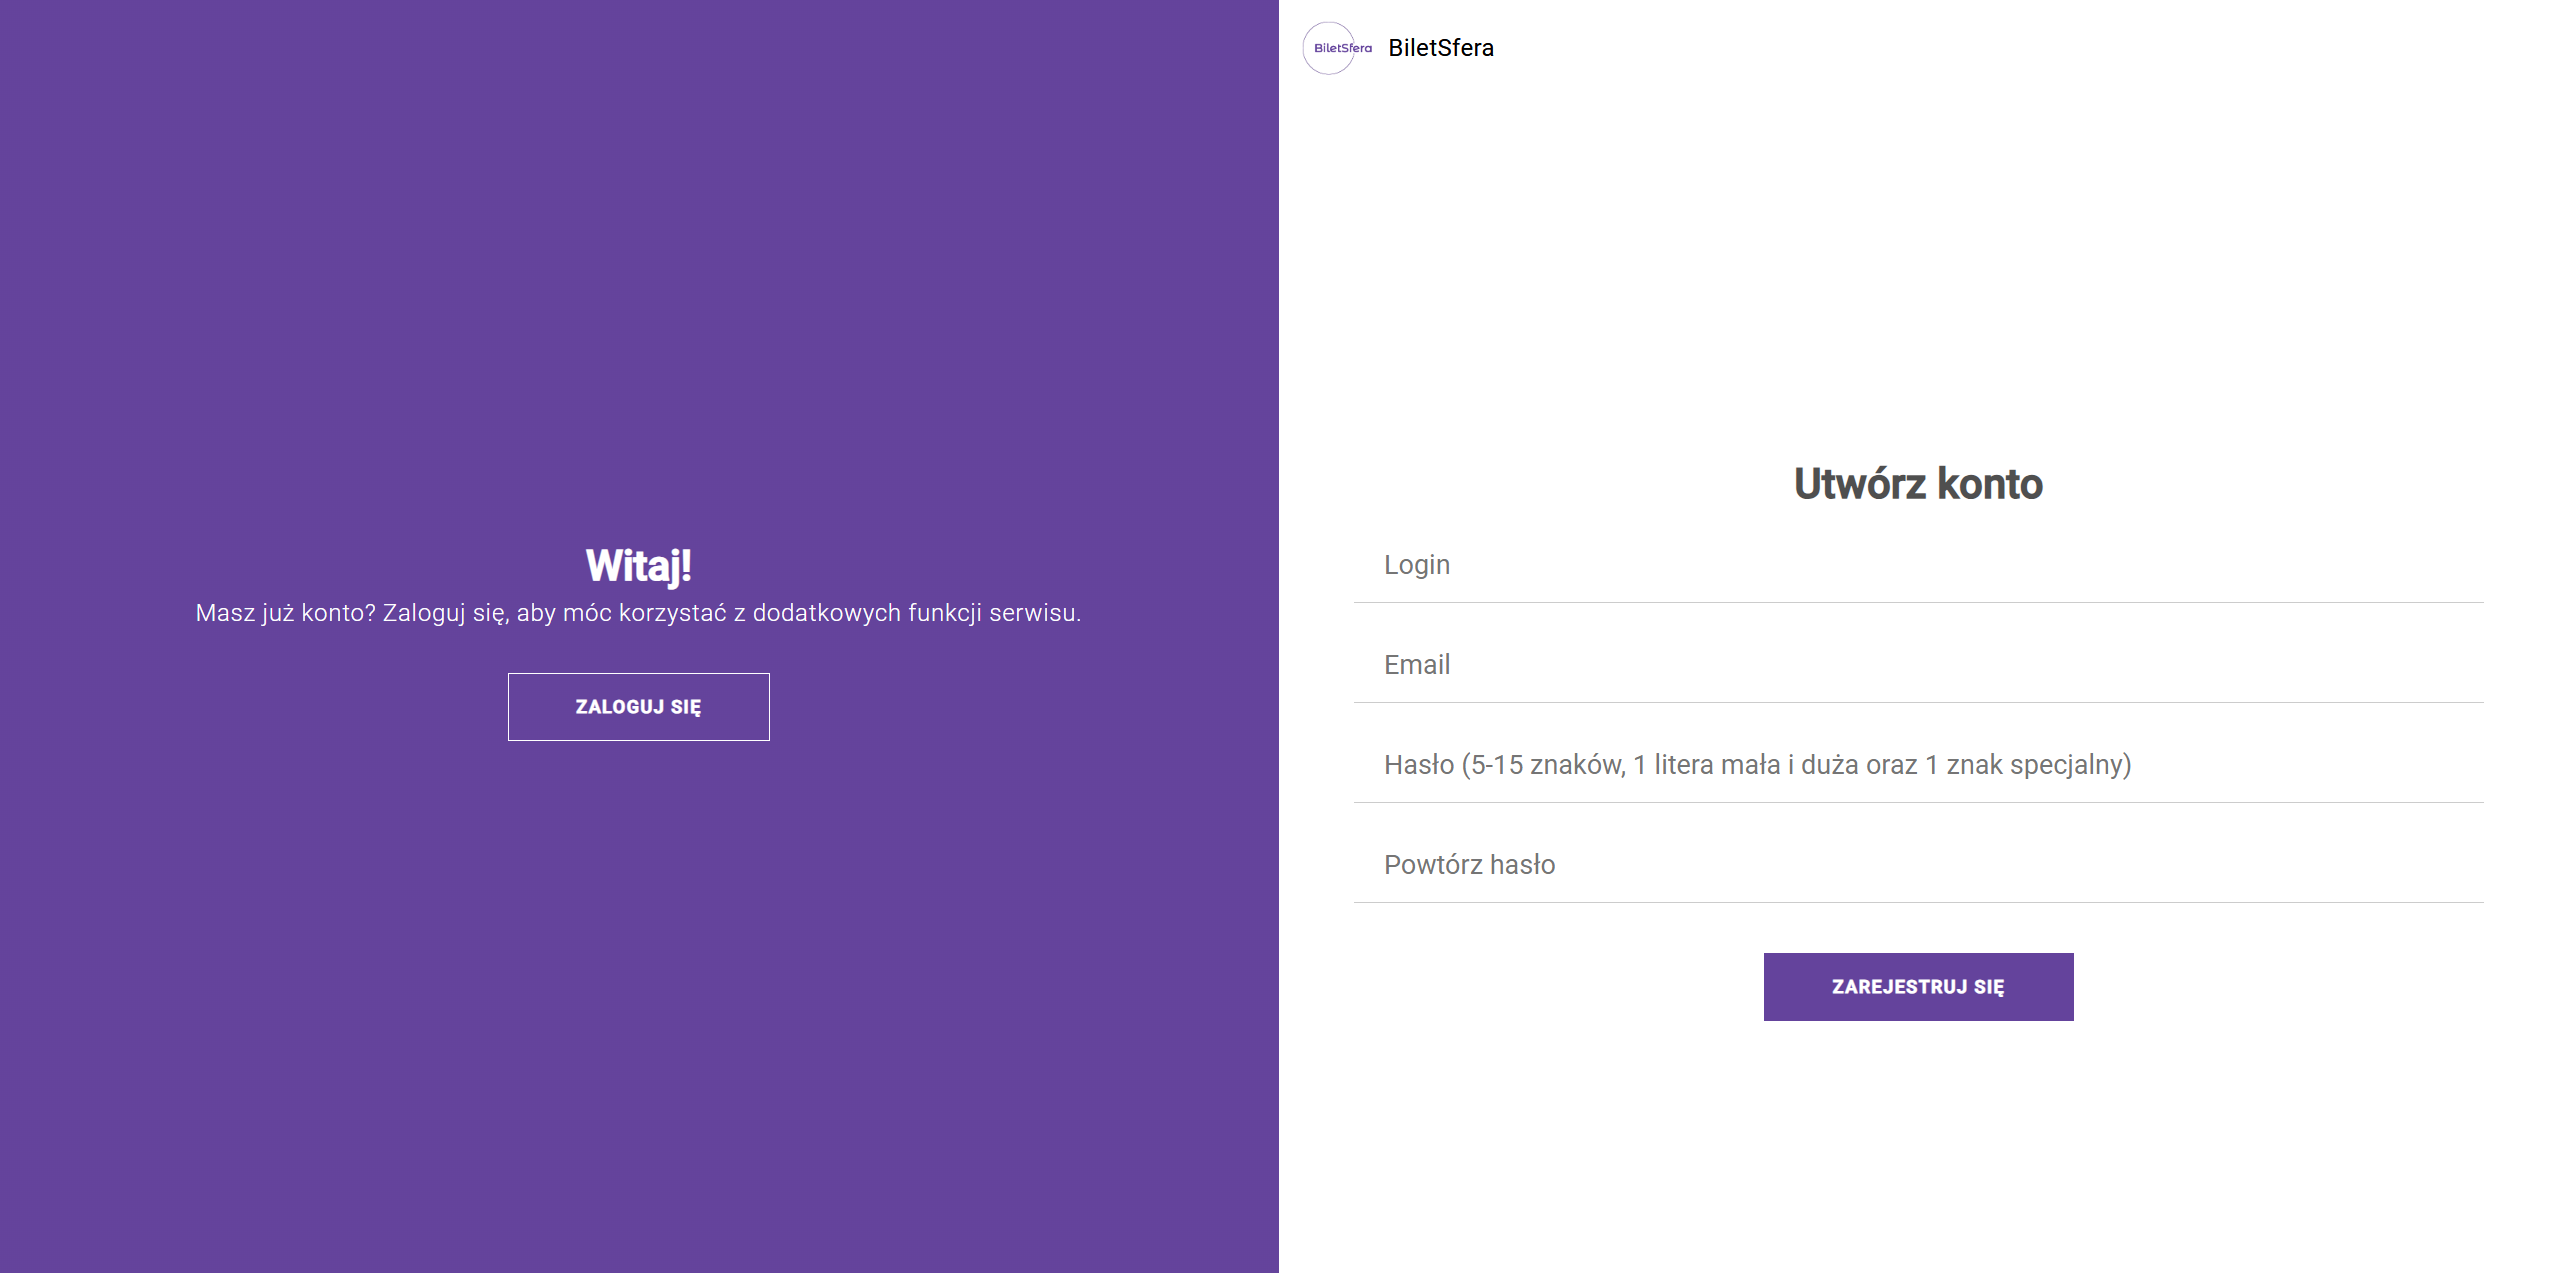 BiletSfera
BiletSfera
Witaj!
Masz już konto? Zaloguj się, aby móc korzystać z dodatkowych funkcji serwisu.
ZALOGUJ SIĘ
Utwórz konto
Login
Email
Hasło (5-15 znaków, 1 litera mała i duża oraz 1 znak specjalny)
Powtórz hasło
ZAREJESTRUJ SIĘ